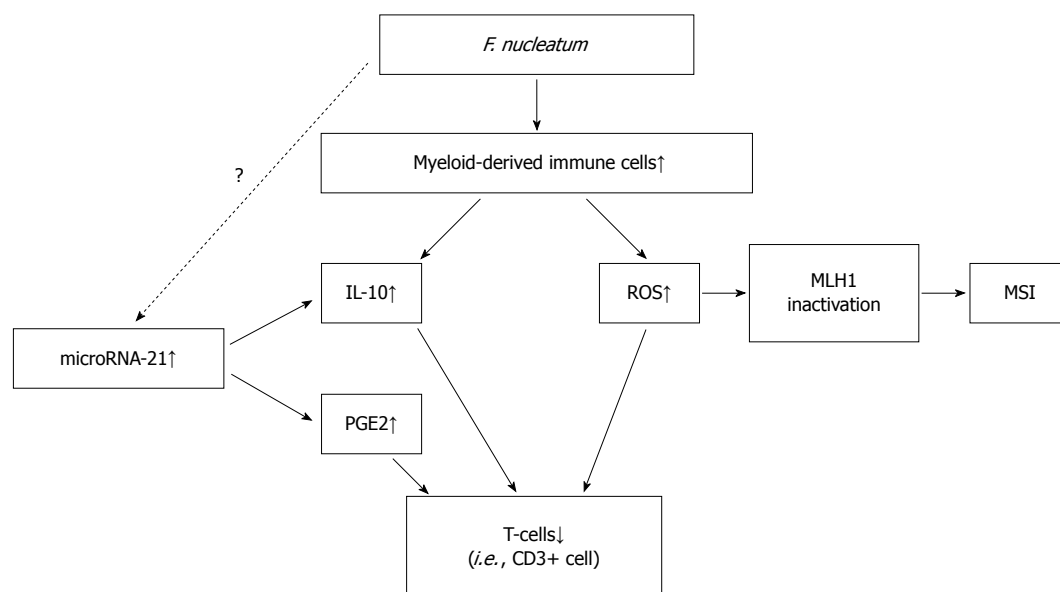 F. nucleatum
Myeloid-derived immune cells↑
?
IL-10↑
ROS↑
MLH1
inactivation
MSI
microRNA-21↑
PGE2↑
T-cells↓
(i.e., CD3+ cell)